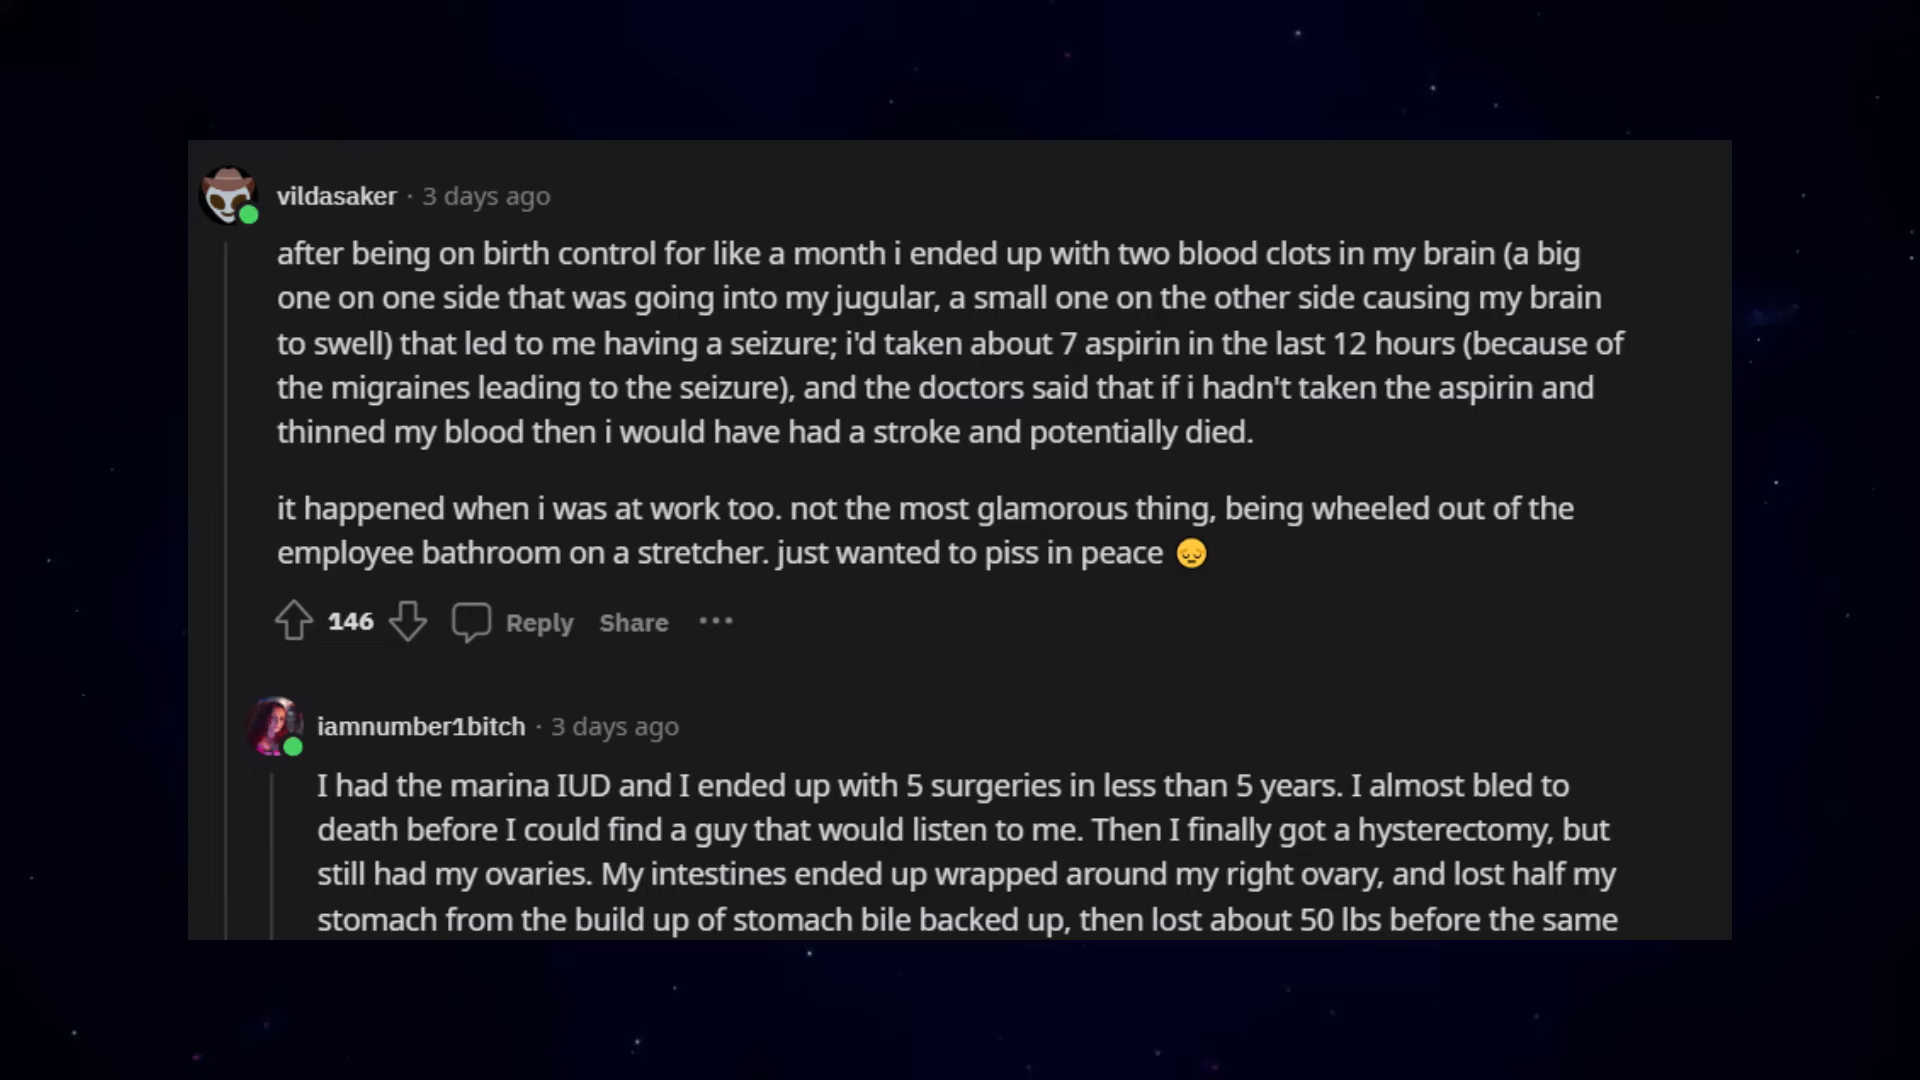 vildasaker · 3 days ago
after being on birth control for like a month i ended up with two blood clots in my brain (a big
one on one side that was going into my jugular, a small one on the other side causing my brain
to swell) that led to me having a seizure; i'd taken about 7 aspirin in the last 12 hours (because of
the migraines leading to the seizure), and the doctors said that if i hadn't taken the aspirin and
thinned my blood then i would have had a stroke and potentially died.
it happened when i was at work too. not the most glamorous thing, being wheeled out of the
employee bathroom on a stretcher. just wanted to piss in peace 😔
146 Reply Share ···
iamnumber1bitch · 3 days ago
I had the marina IUD and I ended up with 5 surgeries in less than 5 years. I almost bled to
death before I could find a guy that would listen to me. Then I finally got a hysterectomy, but
still had my ovaries. My intestines ended up wrapped around my right ovary, and lost half my
stomach from the build up of stomach bile backed up, then lost about 50 lbs before the same